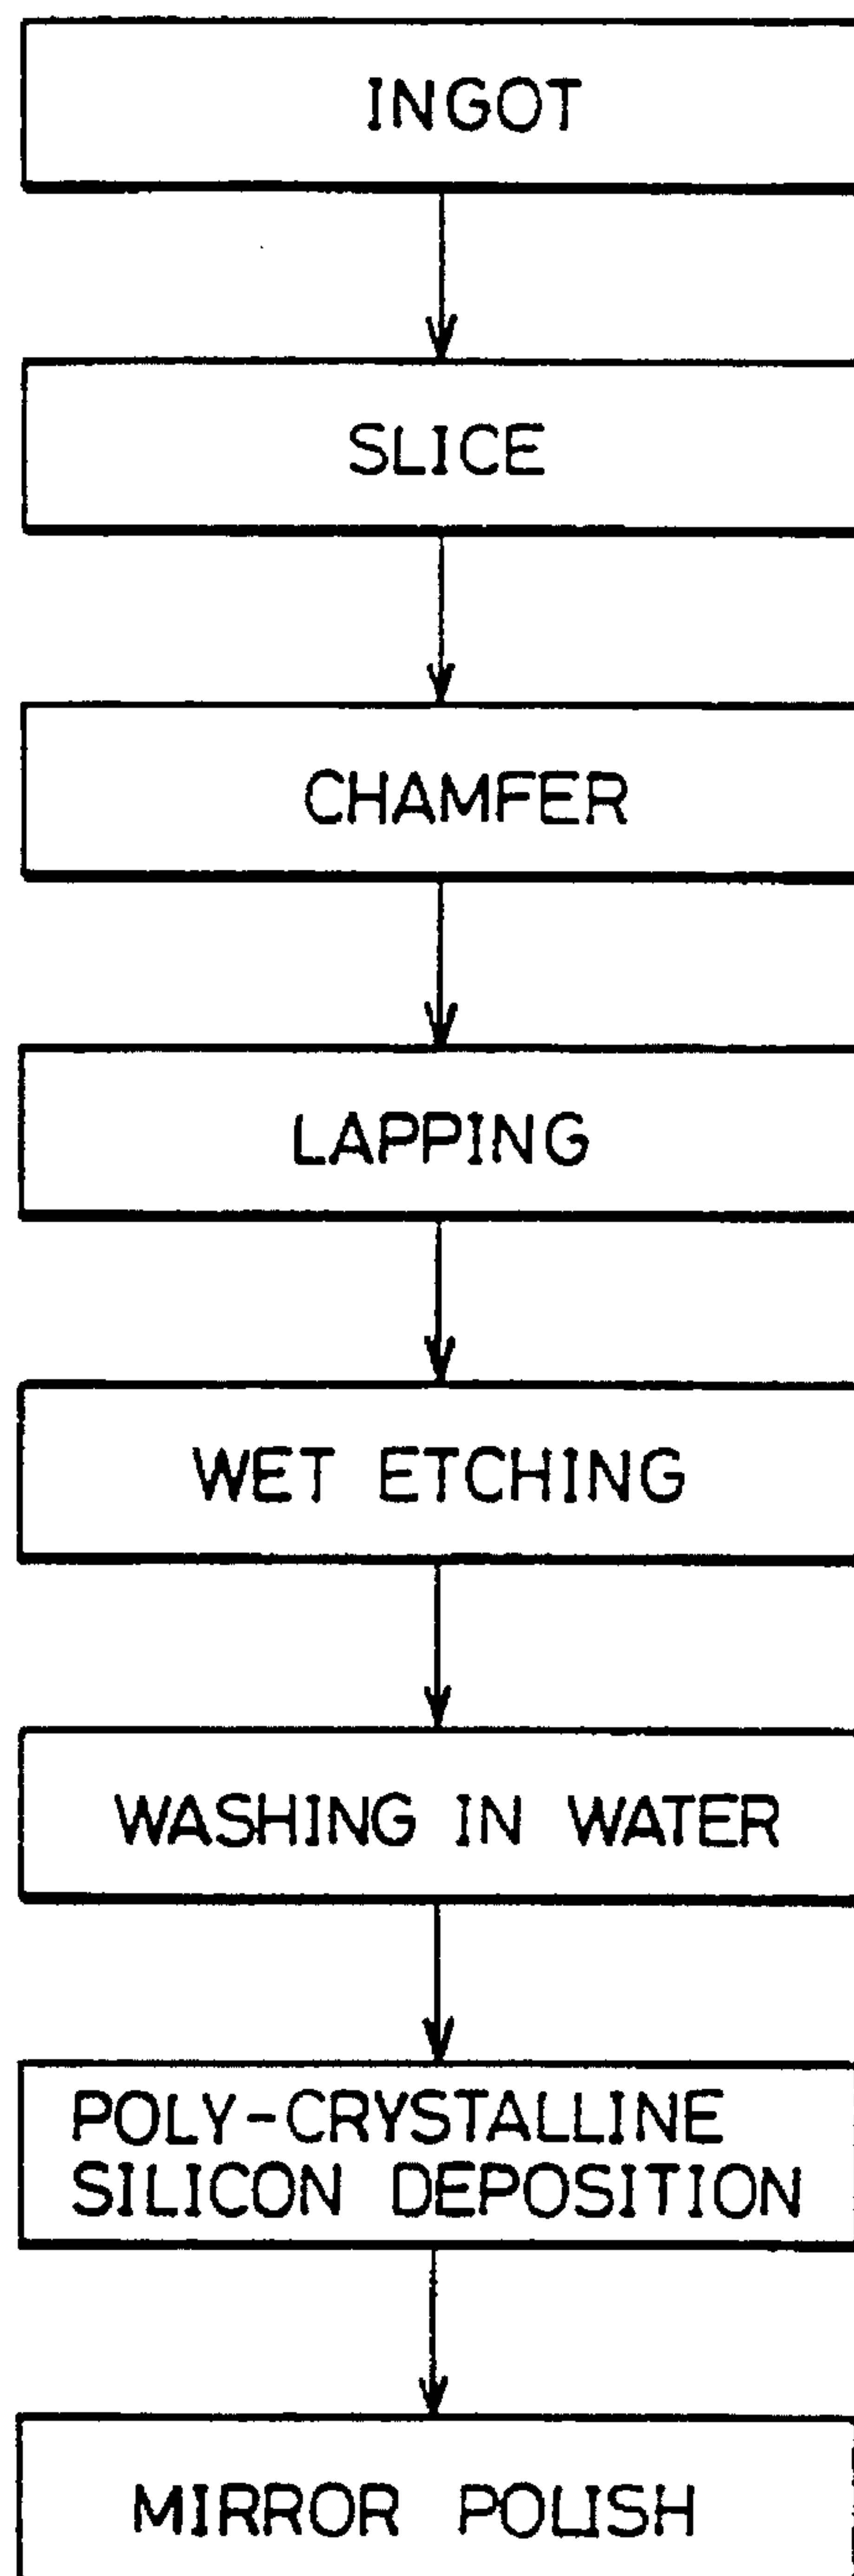 INGOT
SLICE
CHAMFER
LAPPING
WET ETCHING
WASHING IN WATER
POLY-CRYSTALLINE
SILICON DEPOSITION
MIRROR POLISH